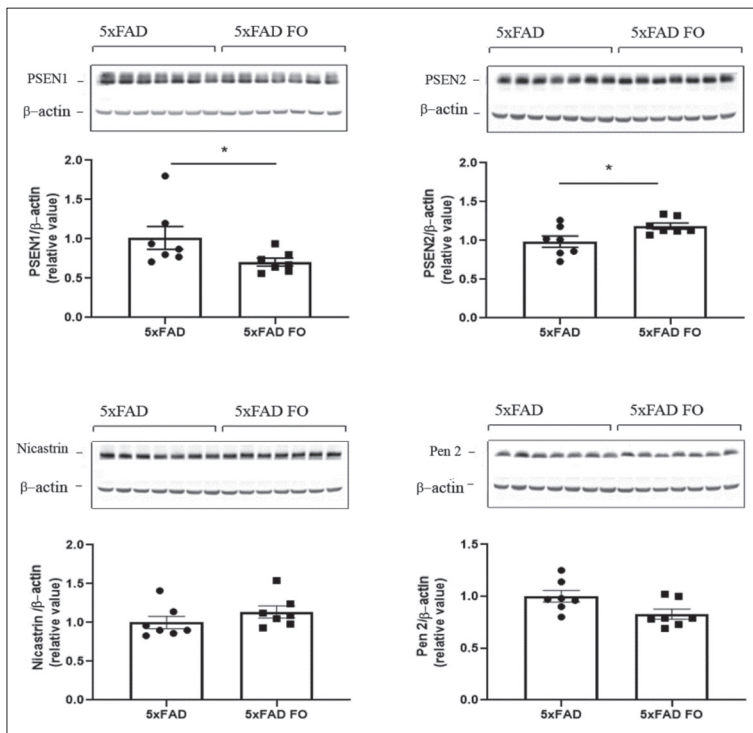 5xFAD 5xFAD FO
PSEN1 -
β-actin -
*
PSEN1/β-actin
(relative value)
2.0
1.5
1.0
0.5
0.0
5xFAD 5xFAD FO
5xFAD 5xFAD FO
PSEN2 -
β-actin -
*
PSEN2/β-actin
(relative value)
2.0
1.5
1.0
0.5
0.0
5xFAD 5xFAD FO
5xFAD 5xFAD FO
Nicastrin -
β-actin -
Nicastrin /β-actin
(relative value)
2.0
1.5
1.0
0.5
0.0
5xFAD 5xFAD FO
5xFAD 5xFAD FO
Pen 2 -
β-actin -
Pen 2/β-actin
(relative value)
1.5
1.0
0.5
0.0
5xFAD 5xFAD FO